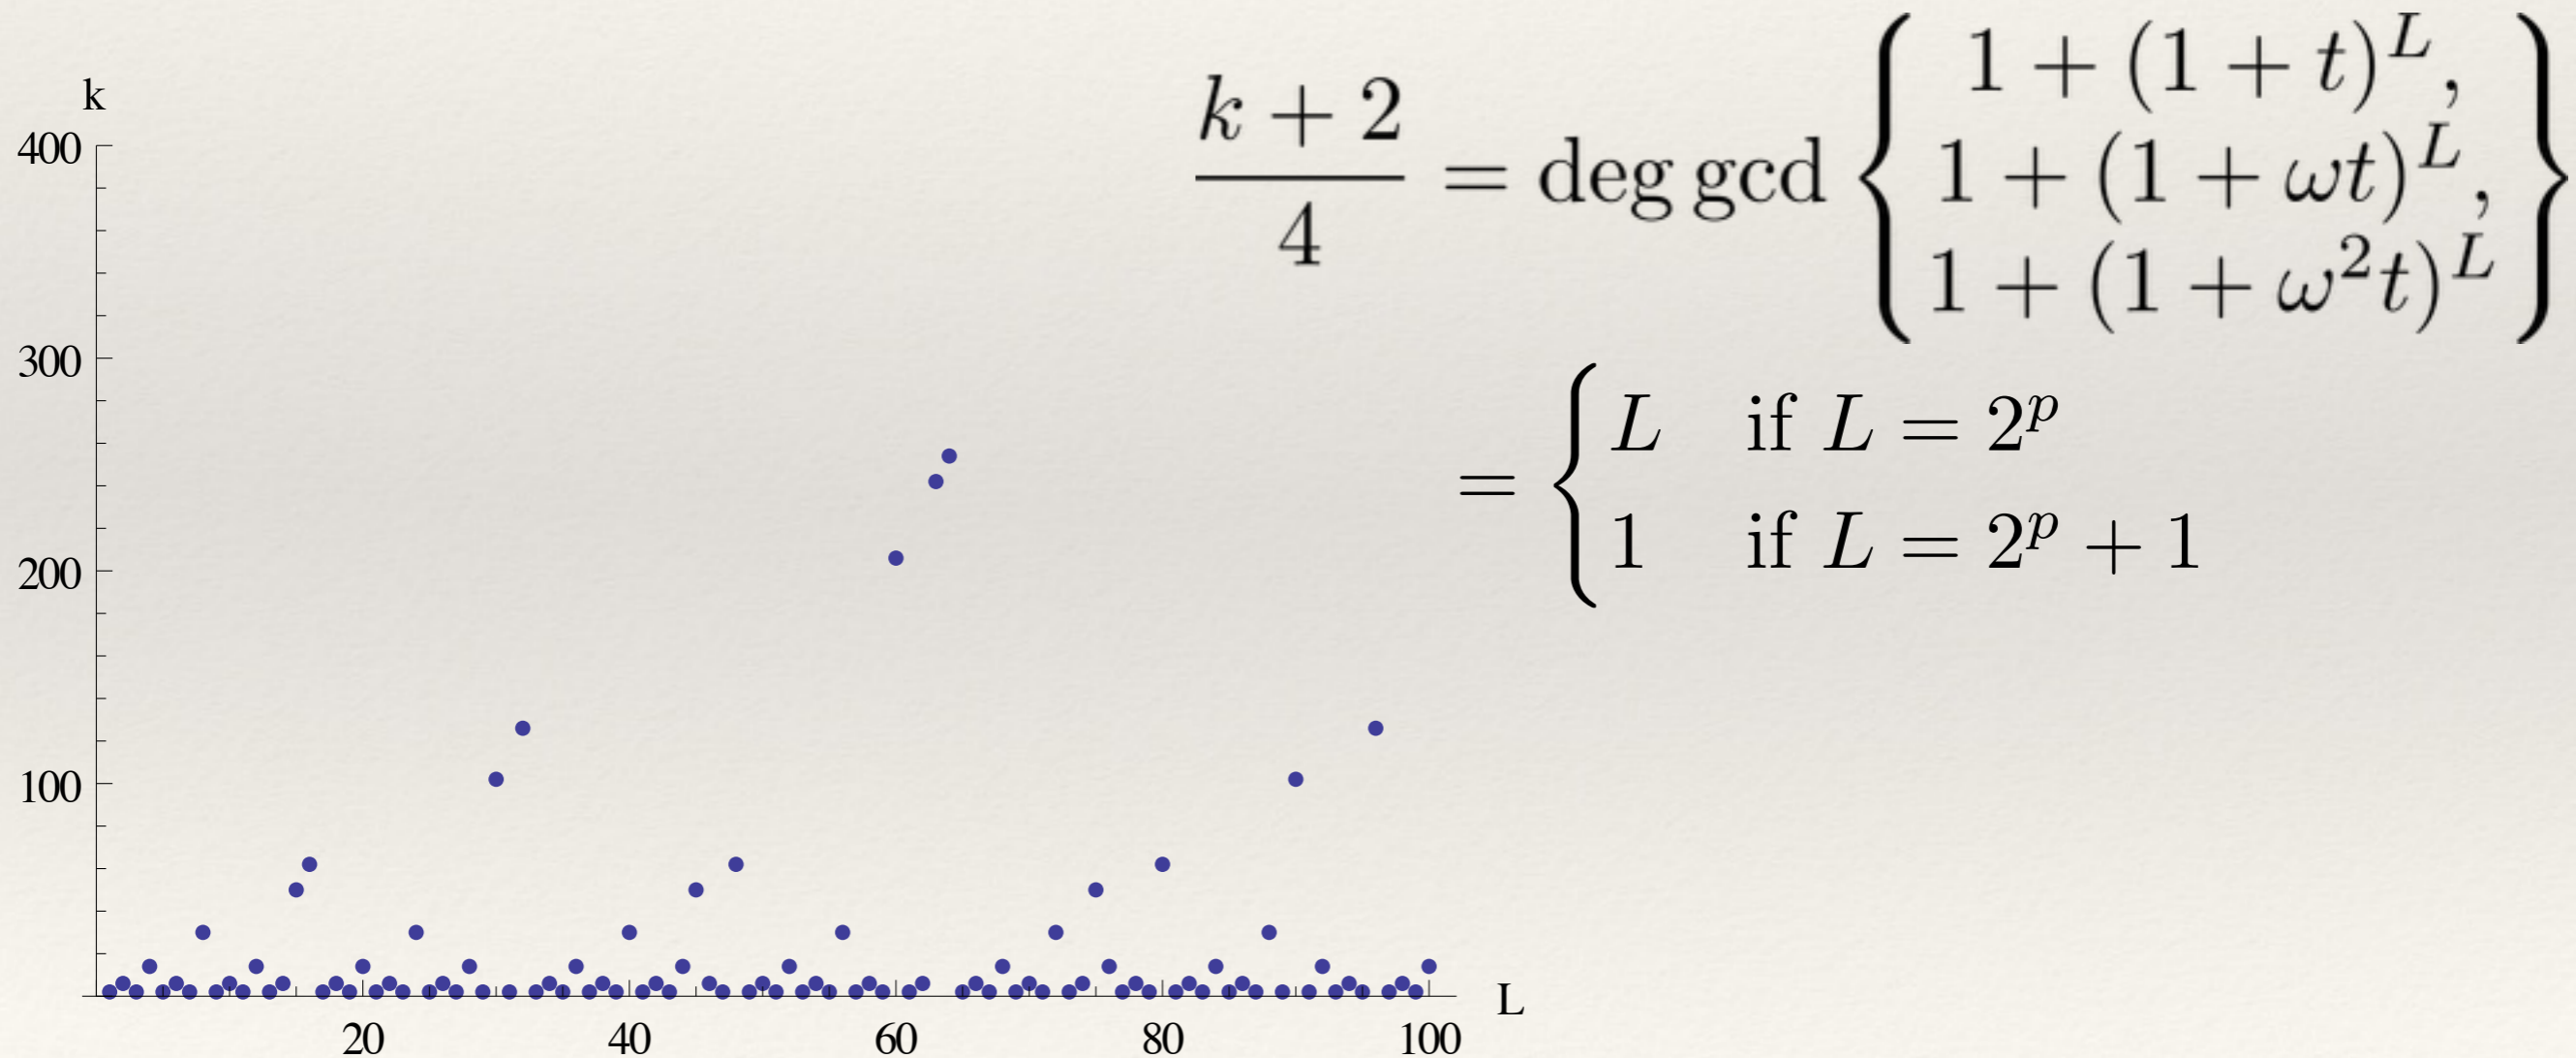 k
400
300
200
100
20 40 60 80 100
L
(k + 2)/4 = deg gcd { 1 + (1 + t)^L,
1 + (1 + ωt)^L,
1 + (1 + ω²t)^L }
= { L if L = 2^p
1 if L = 2^p + 1